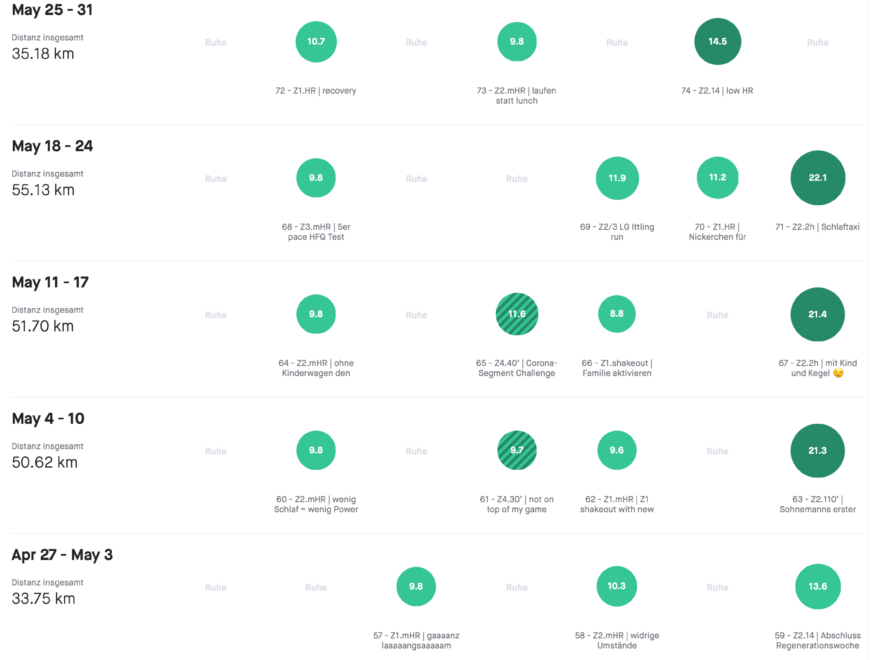 May 25 - 31
Distanz insgesamt
35.18 km
Ruhe
10.7
72 - Z1.HR | recovery
Ruhe
9.8
73 - Z2.mHR | laufen
statt lunch
Ruhe
14.5
74 - Z2.14 | low HR
Ruhe
May 18 - 24
Distanz insgesamt
55.13 km
Ruhe
9.8
68 - Z3.mHR | 5er
pace HFQ Test
Ruhe
Ruhe
11.9
69 - Z2/3 LG Ittling
run
11.2
70 - Z1.HR |
Nickerchen für
22.1
71 - Z2.2h | Schlaftaxi
May 11 - 17
Distanz insgesamt
51.70 km
Ruhe
9.8
64 - Z2.mHR | ohne
Kinderwagen den
Ruhe
11.6
65 - Z4.40' | Corona-
Segment Challenge
8.8
66 - Z1.shakeout |
Familie aktivieren
Ruhe
21.4
67 - Z2.2h | mit Kind
und Kegel 😉
May 4 - 10
Distanz insgesamt
50.62 km
Ruhe
9.8
60 - Z2.mHR | wenig
Schlaf = wenig Power
Ruhe
9.7
61 - Z4.30' | not on
top of my game
9.6
62 - Z1.mHR | Z1
shakeout with new
Ruhe
21.3
63 - Z2.110' |
Sohnemanns erster
Apr 27 - May 3
Distanz insgesamt
33.75 km
Ruhe
Ruhe
9.8
57 - Z1.mHR | gaaaanz
laaaaangsaaaaam
Ruhe
10.3
58 - Z2.mHR | widrige
Umstände
Ruhe
13.6
59 - Z2.14 | Abschluss
Regenerationswoche